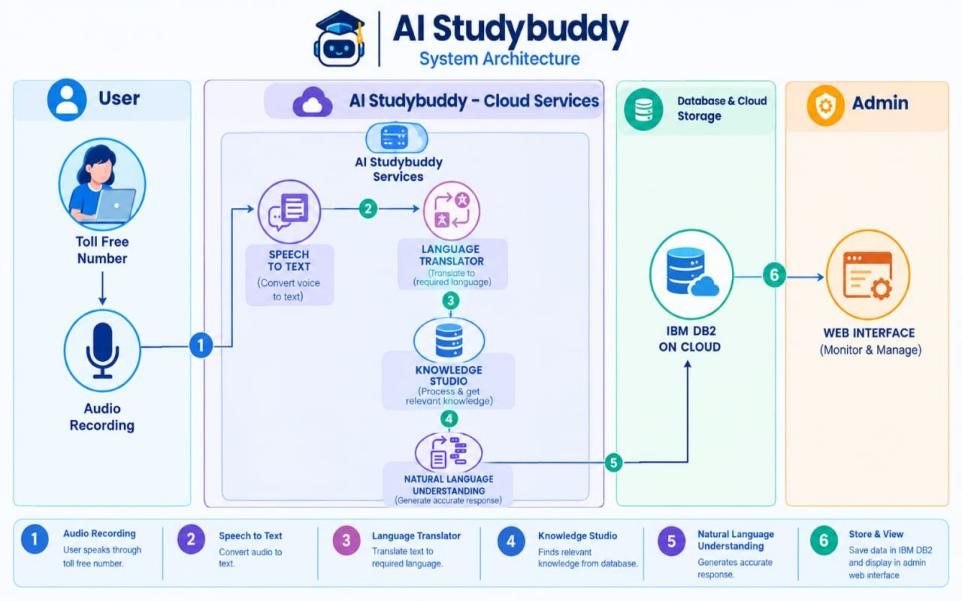 AI Studybuddy
System Architecture
User
Toll Free
Number
Audio
Recording
1
AI Studybuddy - Cloud Services
AI Studybuddy
Services
SPEECH
TO TEXT
(Convert voice
to text)
2
LANGUAGE
TRANSLATOR
(Translate to
required language)
3
KNOWLEDGE
STUDIO
(Process & get
relevant knowledge)
4
NATURAL LANGUAGE
UNDERSTANDING
(Generate accurate response)
5
Database & Cloud
Storage
IBM DB2
ON CLOUD
6
Admin
WEB INTERFACE
(Monitor & Manage)
1
Audio Recording
User speaks through
toll free number.
2
Speech to Text
Convert audio to
text.
3
Language Translator
Translate text to
required language.
4
Knowledge Studio
Finds relevant
knowledge from database.
5
Natural Language
Understanding
Generates accurate
response.
6
Store & View
Save data in IBM DB2
and display in admin
web interface